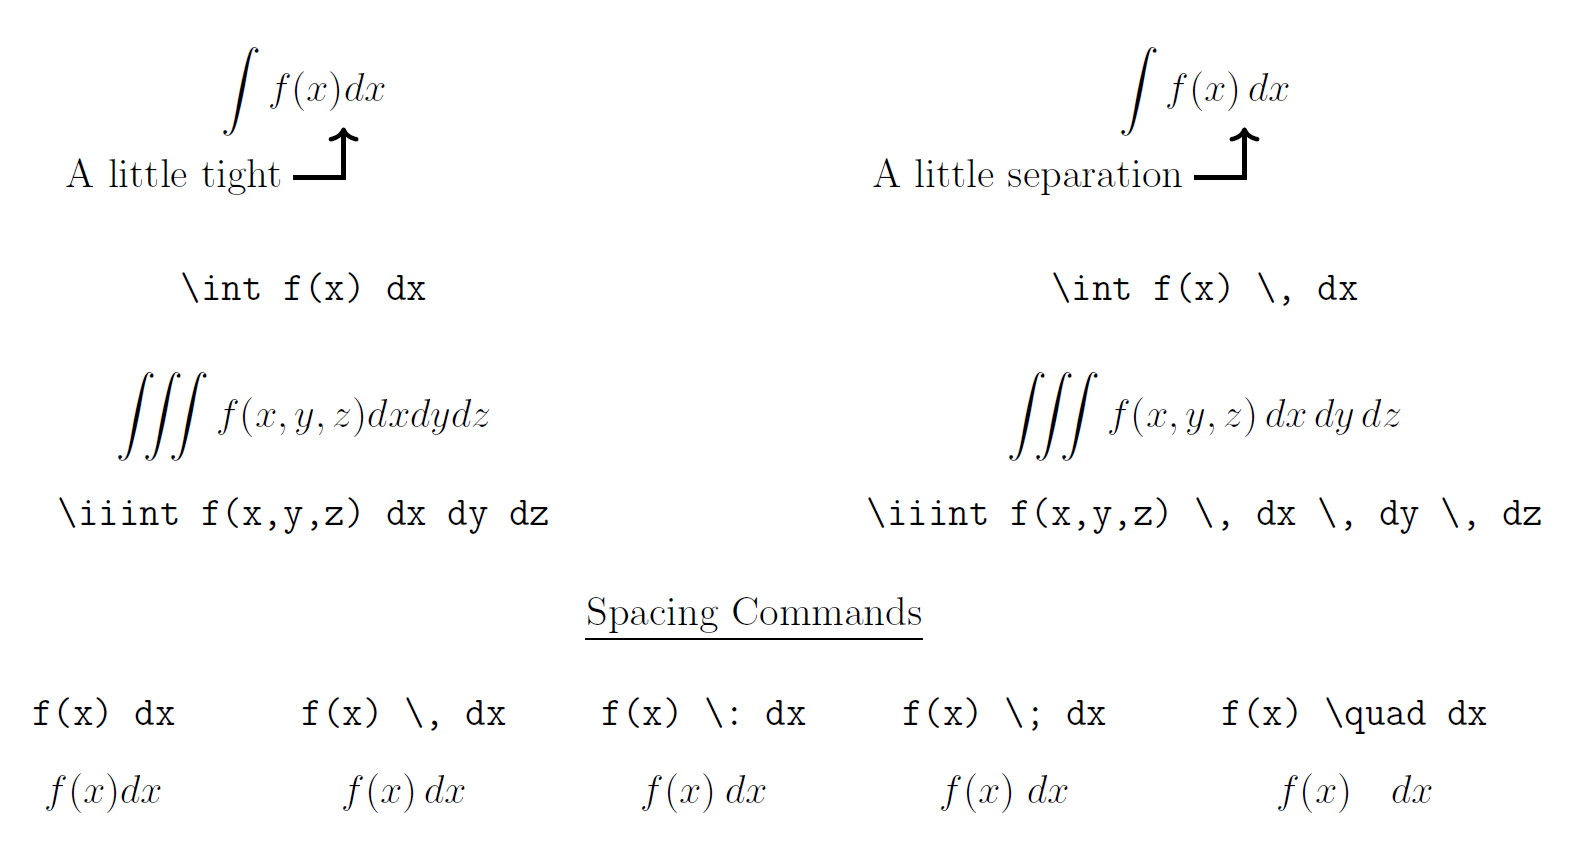 ∫ f(x)dx ∫ f(x) dx
A little tight A little separation
\int f(x) dx \int f(x) \, dx
∭ f(x, y, z)dxdydz ∭ f(x, y, z) dx dy dz
\iiint f(x,y,z) dx dy dz \iiint f(x,y,z) \, dx \, dy \, dz
Spacing Commands
f(x) dx f(x) \, dx f(x) \: dx f(x) \; dx f(x) \quad dx
f(x)dx f(x) dx f(x) dx f(x) dx f(x) dx